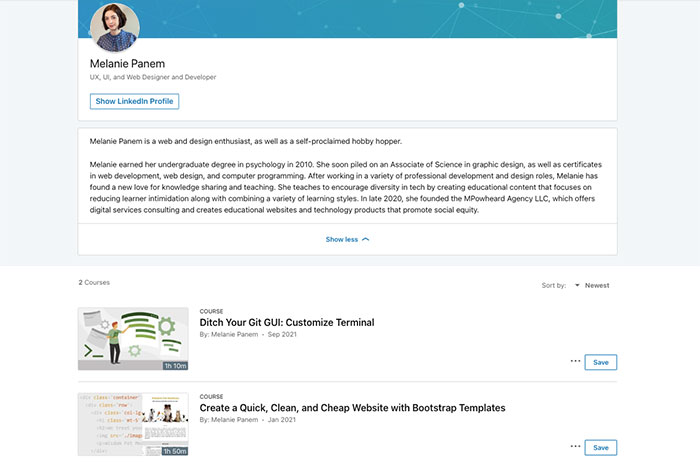 Melanie Panem
UX, UI, and Web Designer and Developer
Show LinkedIn Profile
Melanie Panem is a web and design enthusiast, as well as a self-proclaimed hobby hopper.
Melanie earned her undergraduate degree in psychology in 2010. She soon piled on an Associate of Science in graphic design, as well as certificates
in web development, web design, and computer programming. After working in a variety of professional development and design roles, Melanie has
found a new love for knowledge sharing and teaching. She teaches to encourage diversity in tech by creating educational content that focuses on
reducing learner intimidation along with combining a variety of learning styles. In late 2020, she founded the MPowheard Agency LLC, which offers
digital services consulting and creates educational websites and technology products that promote social equity.
Show less
2 Courses
Sort by: Newest
COURSE
Ditch Your Git GUI: Customize Terminal
By: Melanie Panem • Sep 2021
1h 10m
Save
COURSE
Create a Quick, Clean, and Cheap Website with Bootstrap Templates
By: Melanie Panem • Jan 2021
<div class="container
<div class="row">
1h 50m
Save